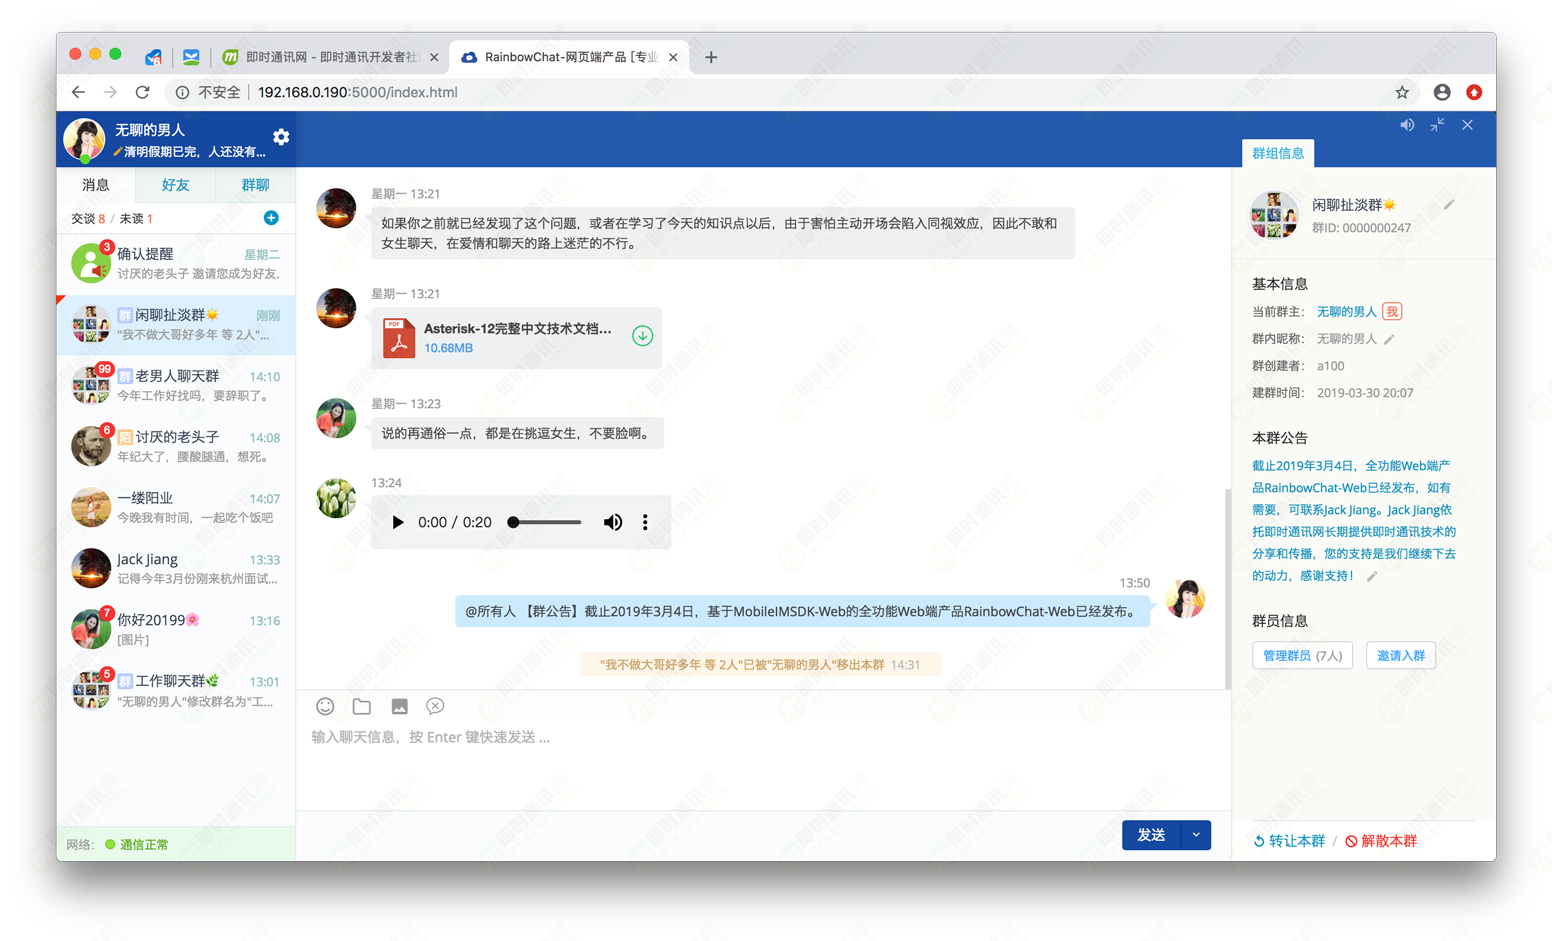 即时通讯网 - 即时通讯开发者社
RainbowChat-网页端产品 [专业
不安全 192.168.0.190:5000/index.html
无聊的男人
清明假期已完，人还没有...
消息 好友 群聊
交谈 8 / 未读 1
3
确认提醒 星期二
讨厌的老头子 邀请您成为好友.
群 闲聊扯淡群 刚刚
"我不做大哥好多年 等 2人"...
99
群 老男人聊天群 14:10
今年工作好找吗，要辞职了。
6
陌 讨厌的老头子 14:08
年纪大了，腰酸腿通，想死。
一缕阳业 14:07
今晚我有时间，一起吃个饭吧
Jack Jiang 13:33
记得今年3月份刚来杭州面试...
7
你好20199 13:16
[图片]
5
群 工作聊天群 13:01
"无聊的男人"修改群名为"工...
网络： 通信正常
星期一 13:21
如果你之前就已经发现了这个问题，或者在学习了今天的知识点以后，由于害怕主动开场会陷入同视效应，因此不敢和
女生聊天，在爱情和聊天的路上迷茫的不行。
星期一 13:21
PDF
Asterisk-12完整中文技术文档...
10.68MB
星期一 13:23
说的再通俗一点，都是在挑逗女生，不要脸啊。
13:24
0:00 / 0:20
13:50
@所有人 【群公告】截止2019年3月4日，基于MobileIMSDK-Web的全功能Web端产品RainbowChat-Web已经发布。
"我不做大哥好多年 等 2人"已被"无聊的男人"移出本群 14:31
输入聊天信息，按 Enter 键快速发送 ...
发送
群组信息
闲聊扯淡群
群ID: 0000000247
基本信息
当前群主： 无聊的男人 我
群内昵称： 无聊的男人
群创建者： a100
建群时间： 2019-03-30 20:07
本群公告
截止2019年3月4日，全功能Web端产
品RainbowChat-Web已经发布，如有
需要，可联系Jack Jiang。Jack Jiang依
托即时通讯网长期提供即时通讯技术的
分享和传播，您的支持是我们继续下去
的动力，感谢支持！
群员信息
管理群员 (7人) 邀请入群
转让本群 / 解散本群